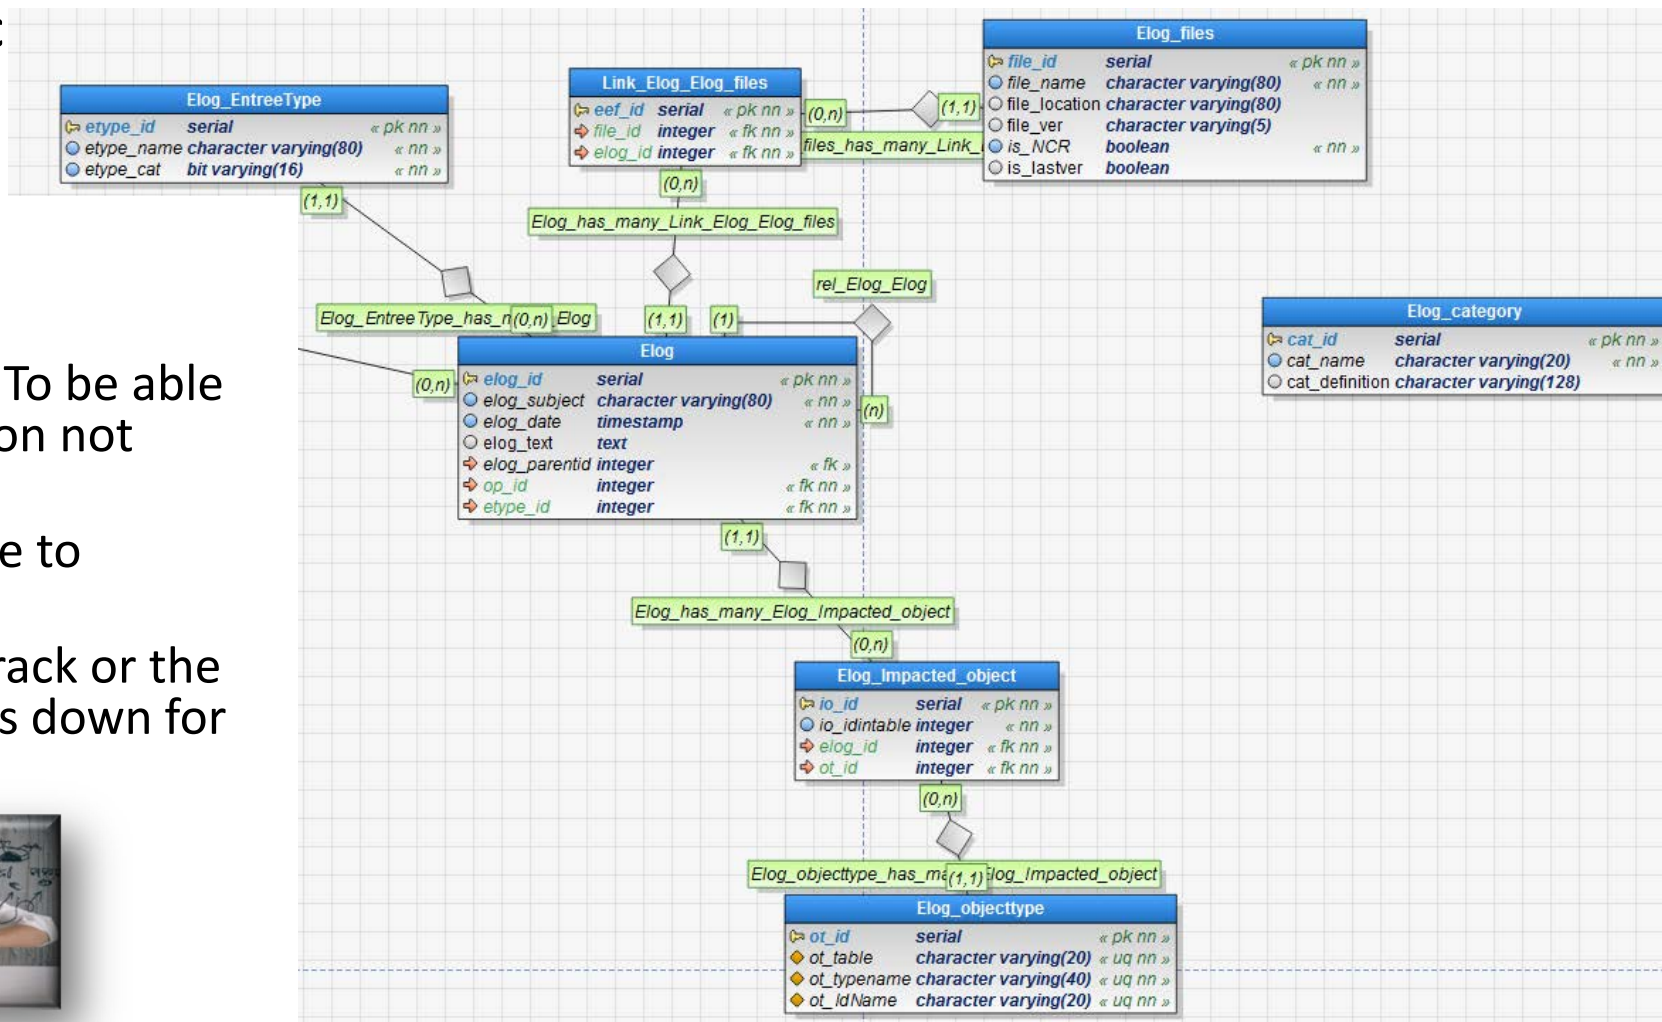 Elog_EntreeType
etype_id serial « pk nn »
etype_name character varying(80) « nn »
etype_cat bit varying(16) « nn »
(1,1)
Link_Elog_Elog_files
eef_id serial « pk nn »
file_id integer « fk nn »
elog_id integer « fk nn »
(0,n)
(1,1)
files_has_many_Link_
Elog_files
file_id serial « pk nn »
file_name character varying(80) « nn »
file_location character varying(80)
file_ver character varying(5)
is_NCR boolean « nn »
is_lastver boolean
(0,n)
Elog_has_many_Link_Elog_Elog_files
rel_Elog_Elog
Elog_EntreeType_has_
(0,n)
Elog
(1,1)
(1)
(0,n)
(n)
Elog
elog_id serial « pk nn »
elog_subject character varying(80) « nn »
elog_date timestamp « nn »
elog_text text
elog_parentid integer « fk »
op_id integer « fk nn »
etype_id integer « fk nn »
Elog_category
cat_id serial « pk nn »
cat_name character varying(20) « nn »
cat_definition character varying(128)
To be able
on not
e to
rack or the
s down for
(1,1)
Elog_has_many_Elog_Impacted_object
(0,n)
Elog_Impacted_object
io_id serial « pk nn »
io_idintable integer « nn »
elog_id integer « fk nn »
ot_id integer « fk nn »
(0,n)
Elog_objecttype_has_ma
(1,1)
Elog_Impacted_object
Elog_objecttype
ot_id serial « pk nn »
ot_table character varying(20) « uq nn »
ot_typename character varying(40) « uq nn »
ot_IdName character varying(20) « uq nn »